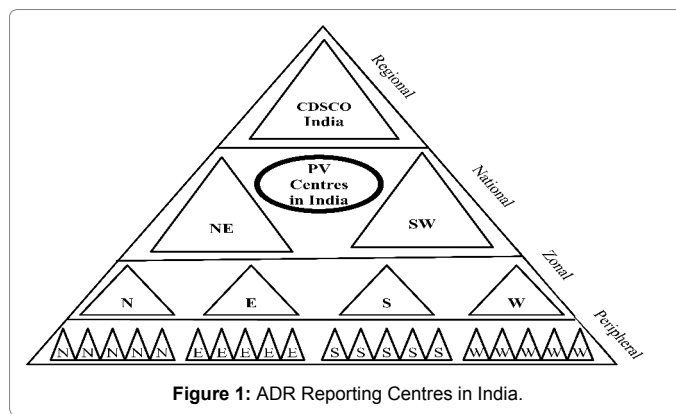 Regional
CDSCO
India
National
PV
Centres
in India
NE
SW
Zonal
N E S W
Peripheral
N N N N N E E E E E S S S S S W W W W W
Figure 1: ADR Reporting Centres in India.